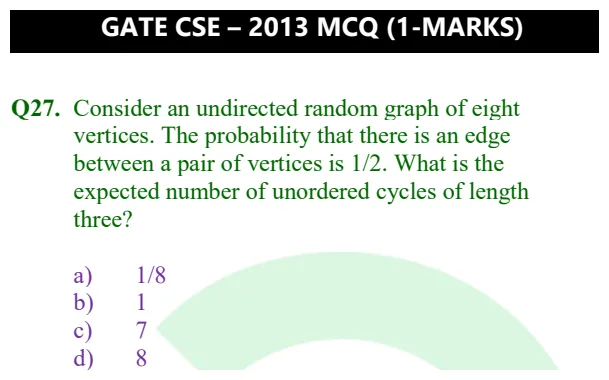 GATE CSE – 2013 MCQ (1-MARKS)
Q27. Consider an undirected random graph of eight
vertices. The probability that there is an edge
between a pair of vertices is 1/2. What is the
expected number of unordered cycles of length
three?
a) 1/8
b) 1
c) 7
d) 8